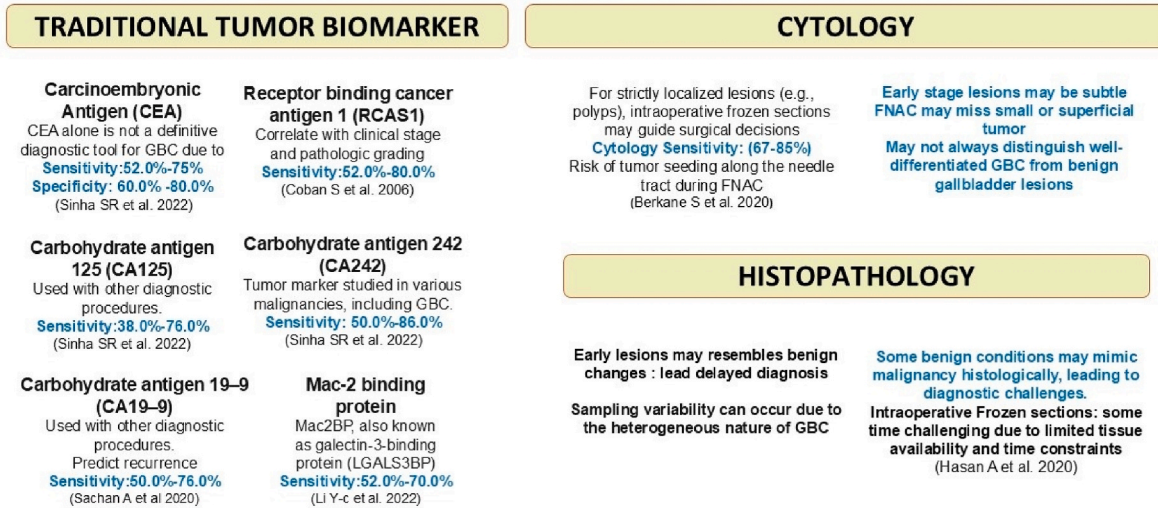 TRADITIONAL TUMOR BIOMARKER
Carcinoembryonic
Antigen (CEA)
CEA alone is not a definitive
diagnostic tool for GBC due to
Sensitivity:52.0%-75%
Specificity: 60.0% -80.0%
(Sinha SR et al. 2022)
Receptor binding cancer
antigen 1 (RCAS1)
Correlate with clinical stage
and pathologic grading
Sensitivity:52.0%-80.0%
(Coban S et al. 2006)
Carbohydrate antigen
125 (CA125)
Used with other diagnostic
procedures.
Sensitivity:38.0%-76.0%
(Sinha SR et al. 2022)
Carbohydrate antigen 242
(CA242)
Tumor marker studied in various
malignancies, including GBC.
Sensitivity: 50.0%-86.0%
(Sinha SR et al. 2022)
Carbohydrate antigen 19–9
(CA19–9)
Used with other diagnostic
procedures.
Predict recurrence
Sensitivity:50.0%-76.0%
(Sachan A et al 2020)
Mac-2 binding
protein
Mac2BP, also known
as galectin-3-binding
protein (LGALS3BP)
Sensitivity:52.0%-70.0%
(Li Y-c et al. 2022)
CYTOLOGY
For strictly localized lesions (e.g.,
polyps), intraoperative frozen sections
may guide surgical decisions
Cytology Sensitivity: (67-85%)
Risk of tumor seeding along the needle
tract during FNAC
(Berkane S et al. 2020)
Early stage lesions may be subtle
FNAC may miss small or superficial
tumor
May not always distinguish well-
differentiated GBC from benign
gallbladder lesions
HISTOPATHOLOGY
Early lesions may resembles benign
changes : lead delayed diagnosis
Sampling variability can occur due to
the heterogeneous nature of GBC
Some benign conditions may mimic
malignancy histologically, leading to
diagnostic challenges.
Intraoperative Frozen sections: some
time challenging due to limited tissue
availability and time constraints
(Hasan A et al. 2020)